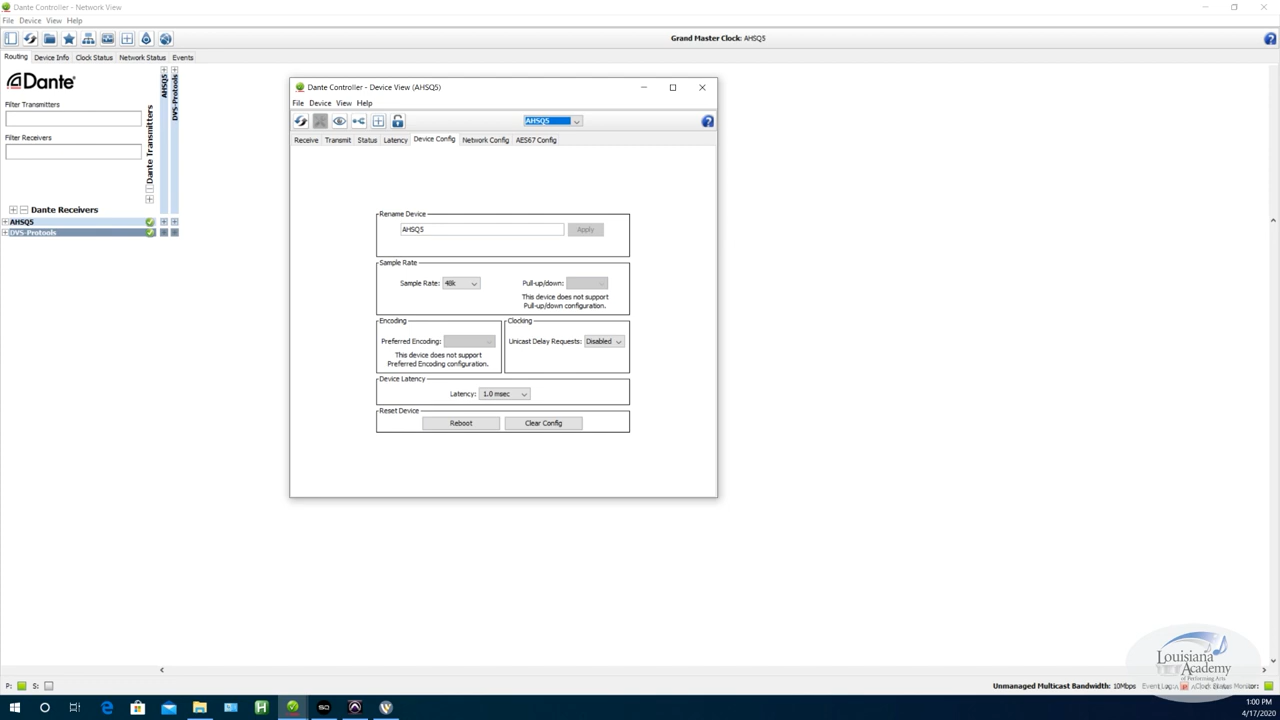 Dante Controller - Network View
File Device View Help
Grand Master Clock: AHSQ5
Routing Device Info Clock Status Network Status Events
Dante
Filter Transmitters
Filter Receivers
Dante Transmitters
AHSQ5
DVS-Protools
Dante Receivers
AHSQ5
DVS-Protools
Dante Controller - Device View (AHSQ5)
File Device View Help
AHSQ5
Receive Transmit Status Latency Device Config Network Config AES67 Config
Rename Device
AHSQ5 Apply
Sample Rate
Sample Rate: 48k Pull-up/down:
This device does not support
Pull-up/down configuration.
Encoding Clocking
Preferred Encoding: Unicast Delay Requests: Disabled
This device does not support
Preferred Encoding configuration.
Device Latency
Latency: 1.0 msec
Reset Device
Reboot Clear Config
Louisiana
Academy
of Performing Arts
P: S: Unmanaged Multicast Bandwidth: 10Mbps Event Log: Clock Status Monitor:
1:00 PM
4/17/2020